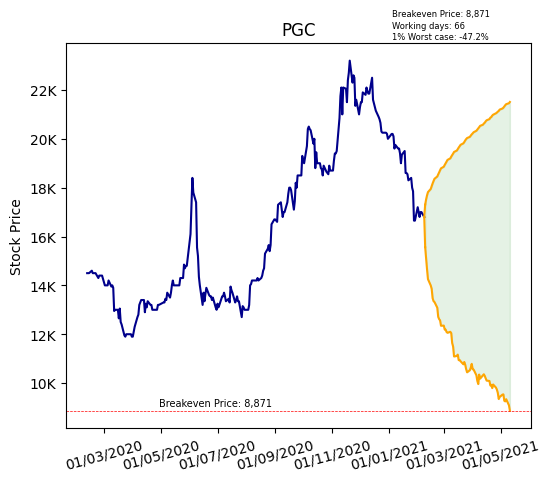 Breakeven Price: 8,871
Working days: 66
1% Worst case: -47.2%
PGC
Stock Price
22K
20K
18K
16K
14K
12K
10K
Breakeven Price: 8,871
01/03/2020 01/05/2020 01/07/2020 01/09/2020 01/11/2020 01/01/2021 01/03/2021 01/05/2021